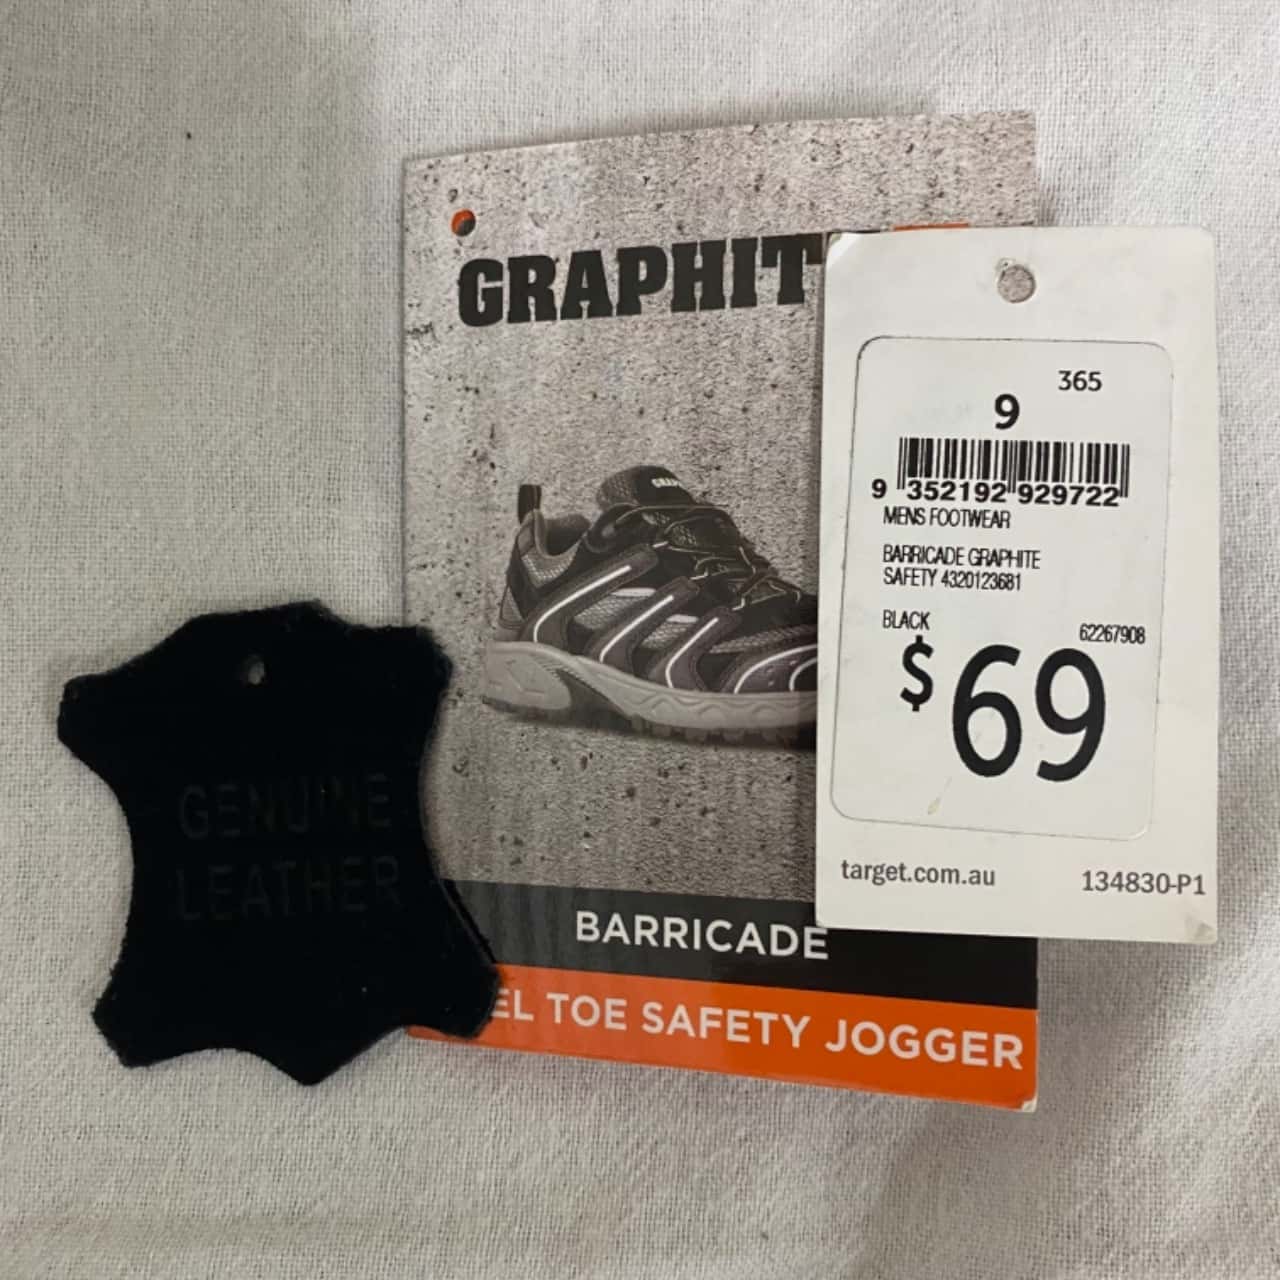 GRAPHIT
GRAP
BARRICADE
EL TOE SAFETY JOGGER
GENUINE
LEATHER
365
9
9 352192 929722
MENS FOOTWEAR
BARRICADE GRAPHITE
SAFETY 4320123681
BLACK
62267908
$69
target.com.au 134830-P1